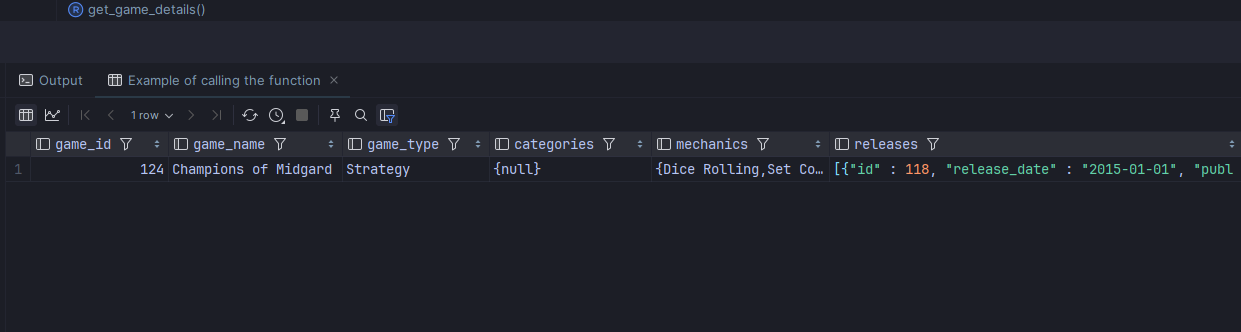 R get_game_details()
Output Example of calling the function ×
1 row
game_id game_name game_type categories mechanics releases
1 124 Champions of Midgard Strategy {null} {Dice Rolling,Set Co… [{"id" : 118, "release_date" : "2015-01-01", "publ